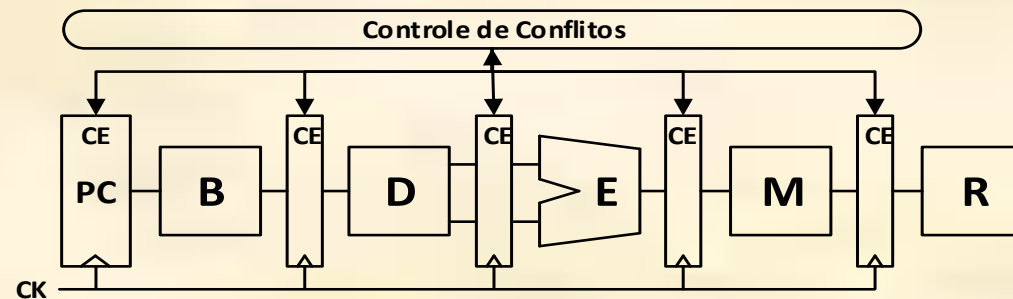 Controle de Conflitos
CE CE CE CE CE
PC B D E M R
CK